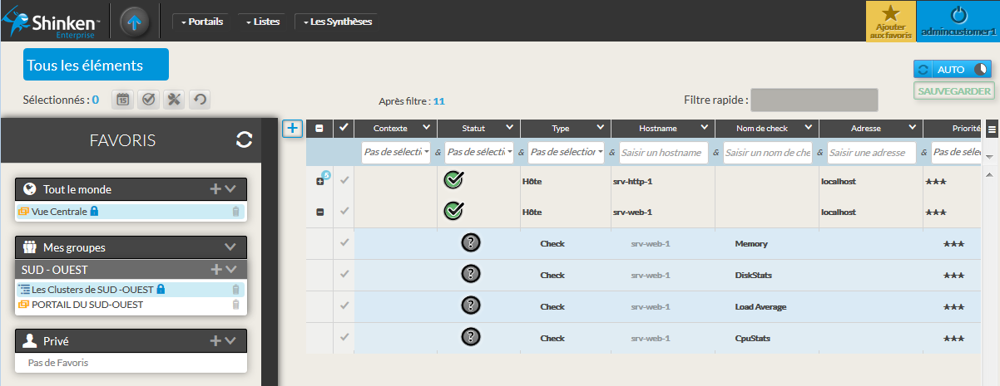 Shinken™
Enterprise
Portails
Listes
Les Synthèses
Ajouter
aux favoris
admincustomer1
Tous les éléments
AUTO
SAUVEGARDER
Sélectionnés : 0
15
Après filtre : 11
Filtre rapide :
FAVORIS
Tout le monde
Vue Centrale
Mes groupes
SUD - OUEST
Les Clusters de SUD -OUEST
PORTAIL DU SUD-OUEST
Privé
Pas de Favoris
Contexte Statut Type Hostname Nom de check Adresse Priorité
Pas de sélecti & Pas de sélecti & Pas de sélection & Saisir un hostname & Saisir un nom de che & Saisir une adresse & Pas de sélec
5 Hôte srv-http-1 localhost
Hôte srv-web-1 localhost
? Check srv-web-1 Memory
? Check srv-web-1 DiskStats
? Check srv-web-1 Load Average
? Check srv-web-1 CpuStats